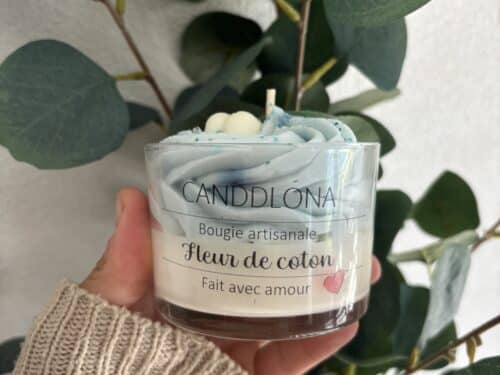 CANDDLONA
Bougie artisanale
Fleur de coton
Fait avec amour